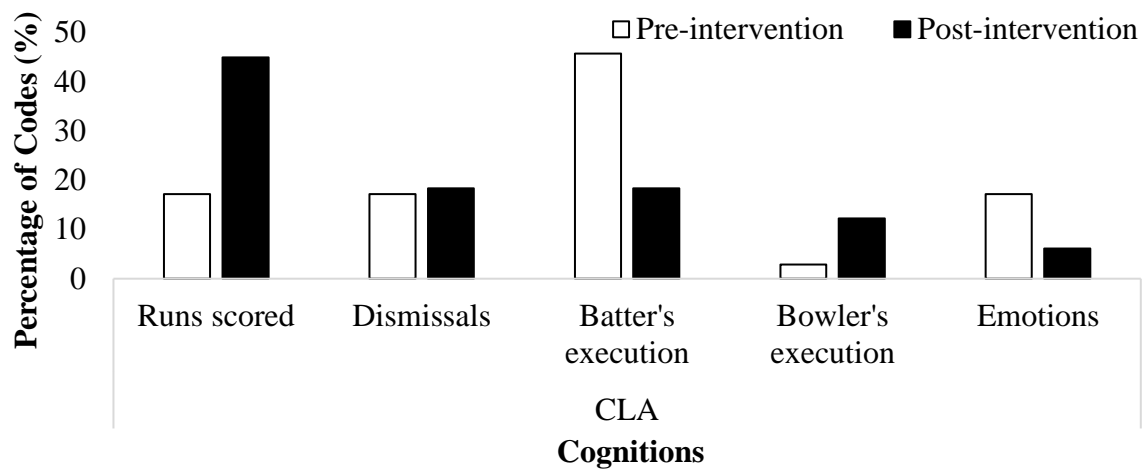 Percentage of Codes (%)
50
40
30
20
10
0
Pre-intervention Post-intervention
Runs scored Dismissals Batter's execution Bowler's execution Emotions
CLA
Cognitions